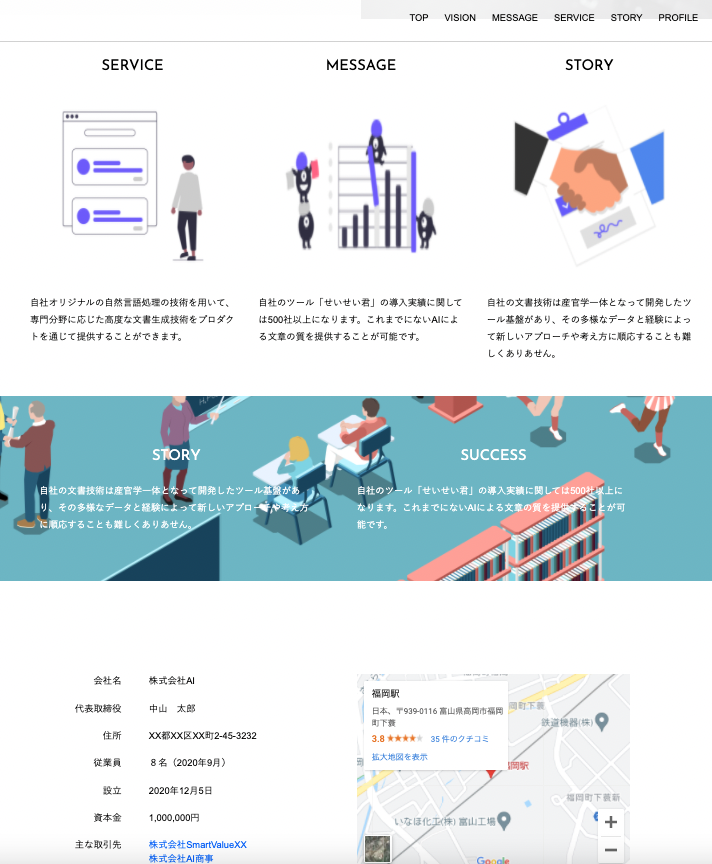 TOP VISION MESSAGE SERVICE STORY PROFILE
SERVICE
自社オリジナルの自然言語処理の技術を用いて、
専門分野に応じた高度な文書生成技術をプロダク
トを通じて提供することができます。
MESSAGE
自社のツール「せいせい君」の導入実績に関して
は500社以上になります。これまでにないAIによ
る文章の質を提供することが可能です。
STORY
自社の文書技術は産官学一体となって開発したツ
ール基盤があり、その多様なデータと経験によっ
て新しいアプローチや考え方に順応することも難
しくありあせん。
STORY
自社の文書技術は産官学一体となって開発したツール基盤があ
り、その多様なデータと経験によって新しいアプローチや考え方
に順応することも難しくありあせん。
SUCCESS
自社のツール「せいせい君」の導入実績に関しては500社以上に
なります。これまでにないAIによる文章の質を提供することが可
能です。
会社名 株式会社AI
代表取締役 中山　太郎
住所 XX都XX区XX町2-45-3232
従業員 ８名（2020年9月）
設立 2020年12月5日
資本金 1,000,000円
主な取引先 株式会社SmartValueXX
株式会社AI商事
福岡駅
日本、〒939-0116 富山県高岡市福岡
町下蓑
3.8 ★★★★★ 35 件のクチコミ
拡大地図を表示
岡町下蓑
鉄道機器(株)
福岡駅
福岡町下蓑新
いなほ化工(株) 富山工場
+
−
Google